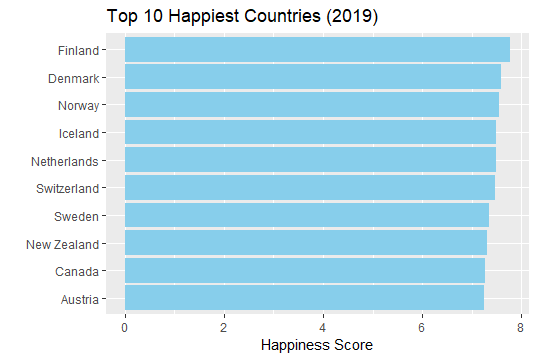 Top 10 Happiest Countries (2019)
Finland
Denmark
Norway
Iceland
Netherlands
Switzerland
Sweden
New Zealand
Canada
Austria
0 2 4 6 8
Happiness Score